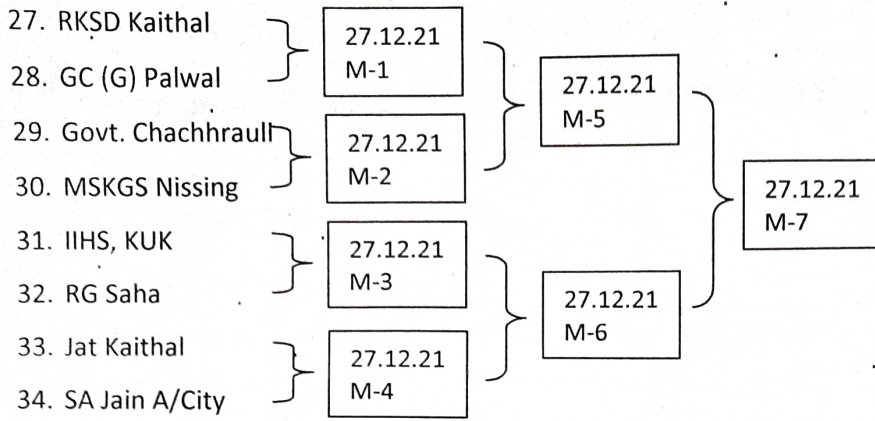 27. RKSD Kaithal
28. GC (G) Palwal
29. Govt. Chachhraull
30. MSKGS Nissing
31. IIHS, KUK
32. RG Saha
33. Jat Kaithal
34. SA Jain A/City
27.12.21
M-1
27.12.21
M-2
27.12.21
M-3
27.12.21
M-4
27.12.21
M-5
27.12.21
M-6
27.12.21
M-7